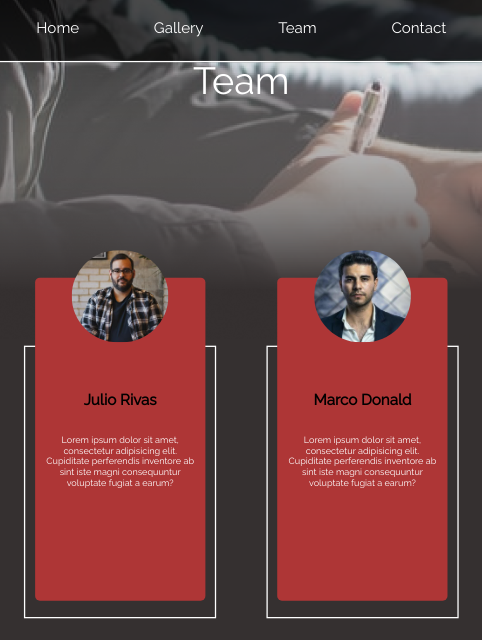 Home Gallery Team Contact
Team
Julio Rivas
Lorem ipsum dolor sit amet,
consectetur adipisicing elit.
Cupiditate perferendis inventore ab
sint iste magni consequuntur
voluptate fugiat a earum?
Marco Donald
Lorem ipsum dolor sit amet,
consectetur adipisicing elit.
Cupiditate perferendis inventore ab
sint iste magni consequuntur
voluptate fugiat a earum?